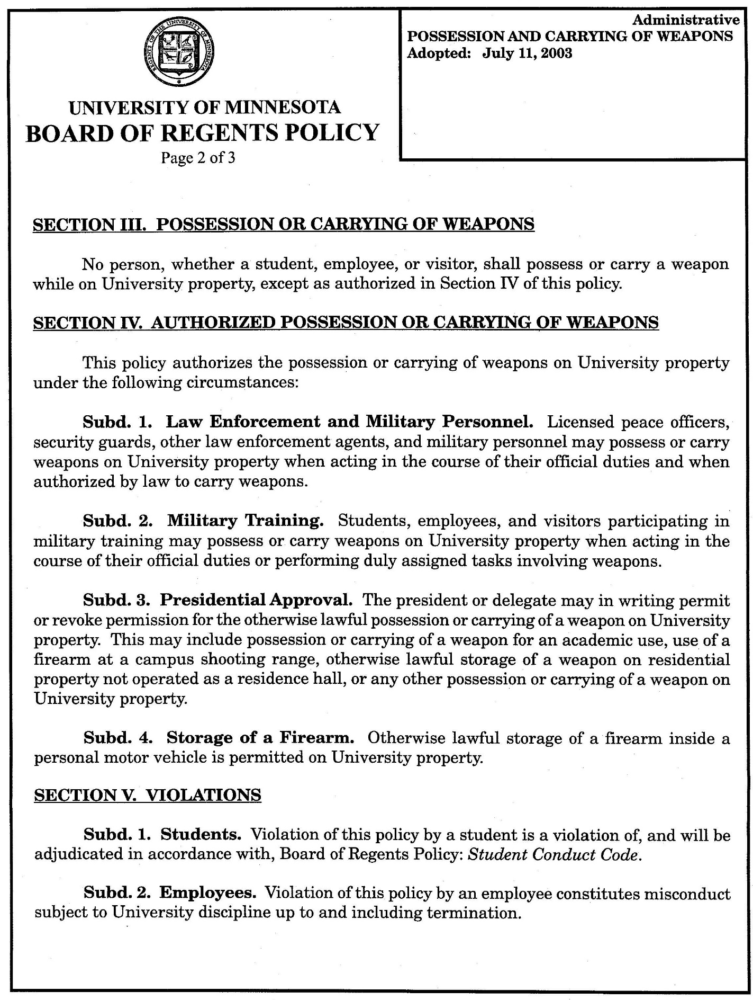 REGENTS OF THE UNIVERSITY OF MINNESOTA
UNIVERSITY OF MINNESOTA
BOARD OF REGENTS POLICY
Page 2 of 3
Administrative
POSSESSION AND CARRYING OF WEAPONS
Adopted: July 11, 2003
SECTION III. POSSESSION OR CARRYING OF WEAPONS
No person, whether a student, employee, or visitor, shall possess or carry a weapon
while on University property, except as authorized in Section IV of this policy.
SECTION IV. AUTHORIZED POSSESSION OR CARRYING OF WEAPONS
This policy authorizes the possession or carrying of weapons on University property
under the following circumstances:
Subd. 1. Law Enforcement and Military Personnel. Licensed peace officers,
security guards, other law enforcement agents, and military personnel may possess or carry
weapons on University property when acting in the course of their official duties and when
authorized by law to carry weapons.
Subd. 2. Military Training. Students, employees, and visitors participating in
military training may possess or carry weapons on University property when acting in the
course of their official duties or performing duly assigned tasks involving weapons.
Subd. 3. Presidential Approval. The president or delegate may in writing permit
or revoke permission for the otherwise lawful possession or carrying of a weapon on University
property. This may include possession or carrying of a weapon for an academic use, use of a
firearm at a campus shooting range, otherwise lawful storage of a weapon on residential
property not operated as a residence hall, or any other possession or carrying of a weapon on
University property.
Subd. 4. Storage of a Firearm. Otherwise lawful storage of a firearm inside a
personal motor vehicle is permitted on University property.
SECTION V. VIOLATIONS
Subd. 1. Students. Violation of this policy by a student is a violation of, and will be
adjudicated in accordance with, Board of Regents Policy: Student Conduct Code.
Subd. 2. Employees. Violation of this policy by an employee constitutes misconduct
subject to University discipline up to and including termination.